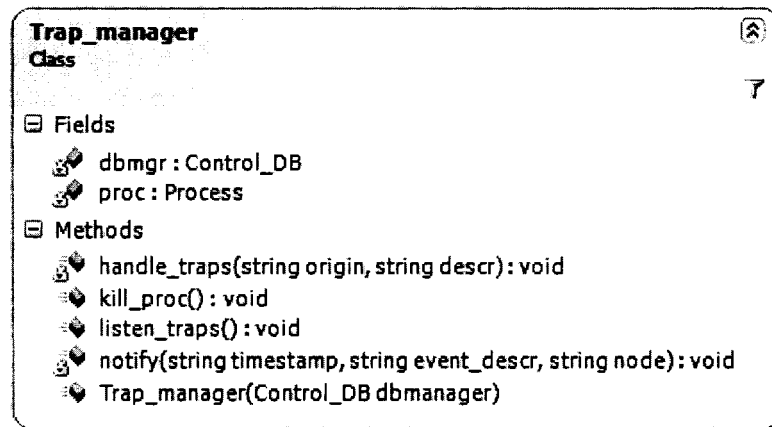 Trap_manager
Class
Fields
dbmgr : Control_DB
proc : Process
Methods
handle_traps(string origin, string descr) : void
kill_proc() : void
listen_traps() : void
notify(string timestamp, string event_descr, string node) : void
Trap_manager(Control_DB dbmanager)